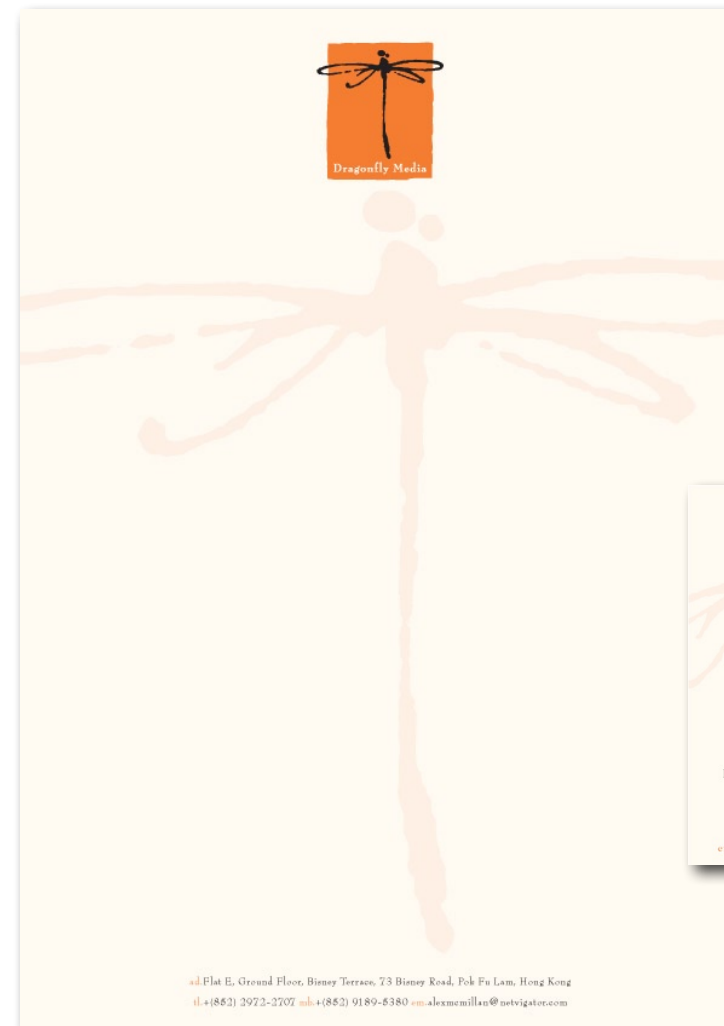 Dragonfly Media
ad.Flat E, Ground Floor, Bisney Terrace, 73 Bisney Road, Pok Fu Lam, Hong Kong
tl.+(852) 2972-2707 mb.+(852) 9189-5380 em.alexmcmillan@netvigator.com